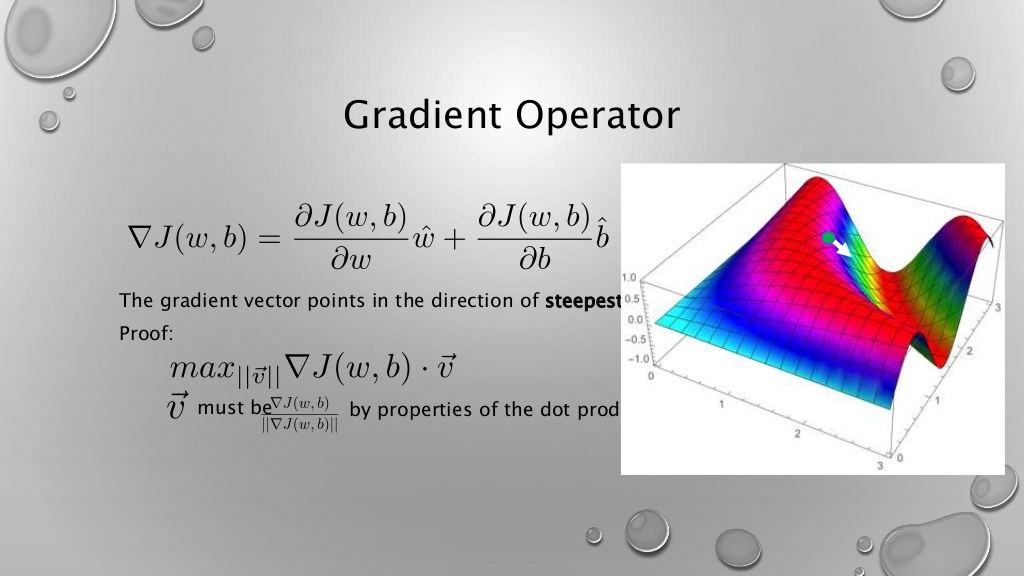 Gradient Operator
∇J(w, b) = ∂J(w, b)/∂w ŵ + ∂J(w, b)/∂b b̂
The gradient vector points in the direction of steepest
Proof:
max_{||v⃗||} ∇J(w, b) · v⃗
v⃗ must be ∇J(w, b)/||∇J(w, b)|| by properties of the dot prod
1.0
0.5
0.0
−0.5
−1.0
0
1
2
3
0
1
2
3